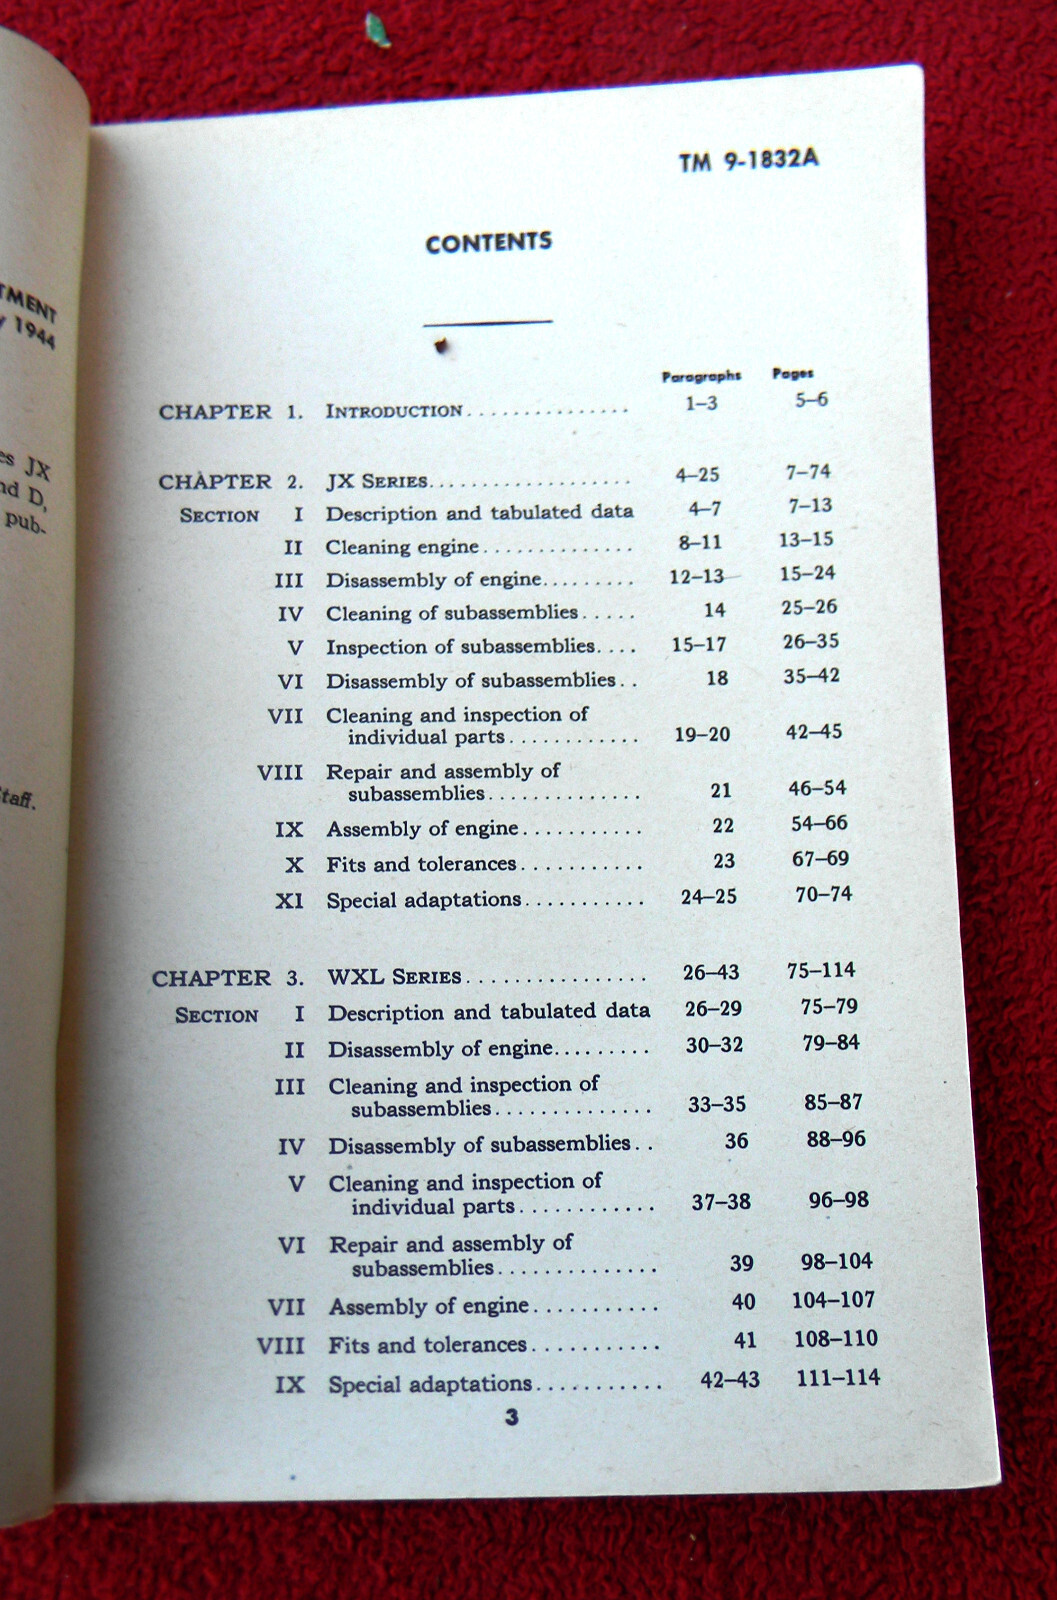 TMENT
1944
es JX
nd D,
pub-
taff.
TM 9-1832A
CONTENTS
Paragraphs Pages
CHAPTER 1. INTRODUCTION............... 1–3 5–6
CHAPTER 2. JX SERIES................... 4–25 7–74
SECTION I Description and tabulated data 4–7 7–13
II Cleaning engine.............. 8–11 13–15
III Disassembly of engine......... 12–13 15–24
IV Cleaning of subassemblies..... 14 25–26
V Inspection of subassemblies.... 15–17 26–35
VI Disassembly of subassemblies.. 18 35–42
VII Cleaning and inspection of
individual parts............ 19–20 42–45
VIII Repair and assembly of
subassemblies.............. 21 46–54
IX Assembly of engine........... 22 54–66
X Fits and tolerances........... 23 67–69
XI Special adaptations........... 24–25 70–74
CHAPTER 3. WXL SERIES................ 26–43 75–114
SECTION I Description and tabulated data 26–29 75–79
II Disassembly of engine......... 30–32 79–84
III Cleaning and inspection of
subassemblies.............. 33–35 85–87
IV Disassembly of subassemblies.. 36 88–96
V Cleaning and inspection of
individual parts............ 37–38 96–98
VI Repair and assembly of
subassemblies.............. 39 98–104
VII Assembly of engine........... 40 104–107
VIII Fits and tolerances........... 41 108–110
IX Special adaptations............ 42–43 111–114
3